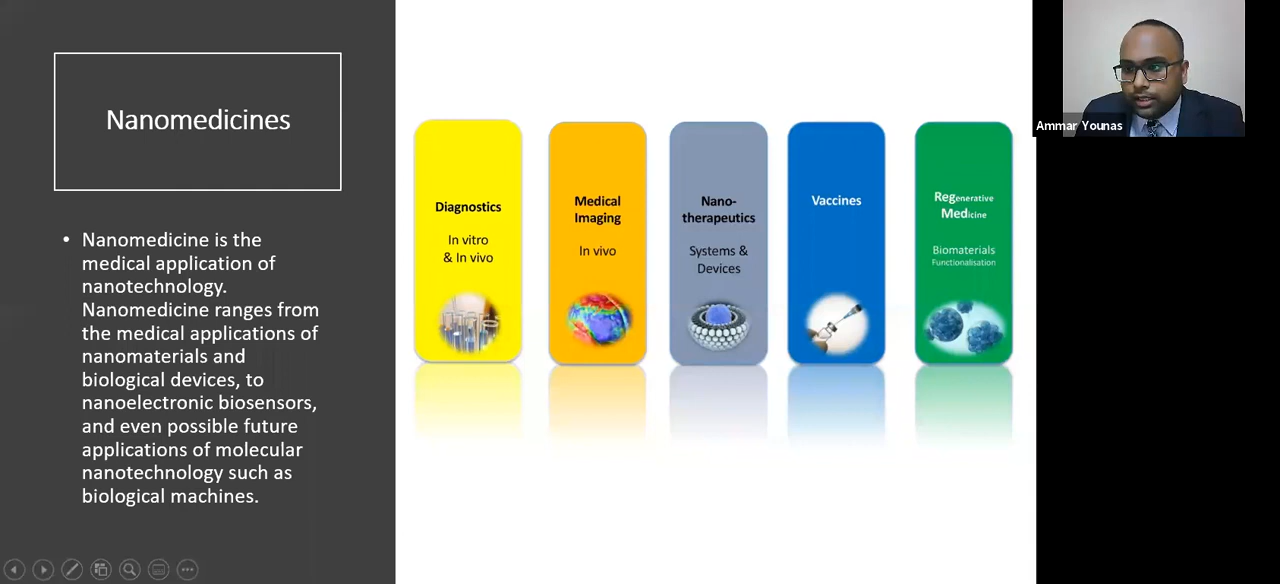 Nanomedicines
• Nanomedicine is the
medical application of
nanotechnology.
Nanomedicine ranges from
the medical applications of
nanomaterials and
biological devices, to
nanoelectronic biosensors,
and even possible future
applications of molecular
nanotechnology such as
biological machines.
Diagnostics
In vitro
& In vivo
Medical
Imaging
In vivo
Nano-
therapeutics
Systems &
Devices
Vaccines
Regenerative
Medicine
Biomaterials
Functionalisation
Ammar Younas